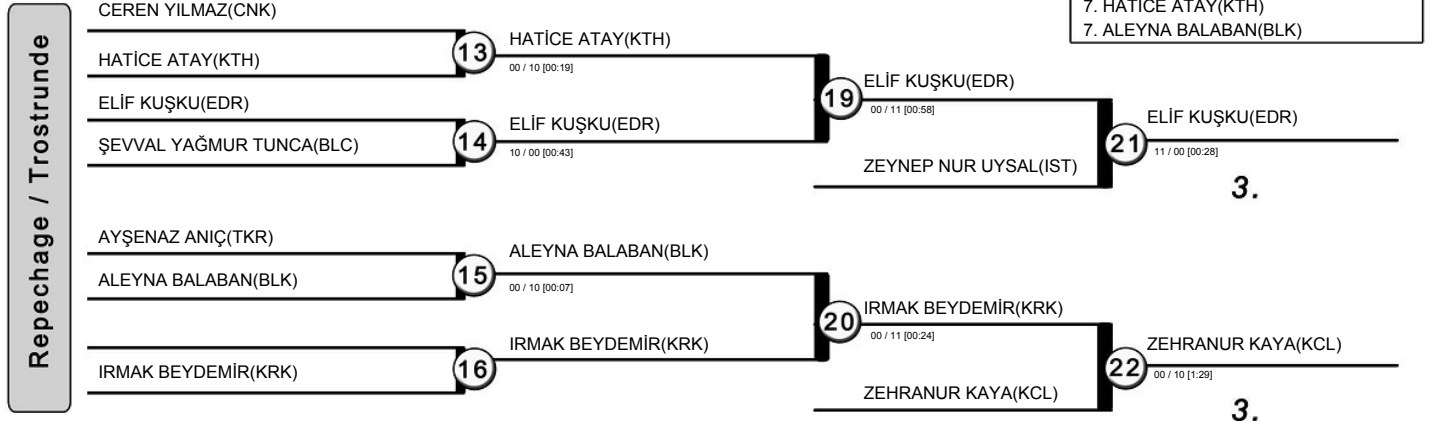 Repechage / Trostrunde
CEREN YILMAZ(CNK)
HATİCE ATAY(KTH)
ELİF KUŞKU(EDR)
ŞEVVAL YAĞMUR TUNCA(BLC)
AYŞENAZ ANIÇ(TKR)
ALEYNA BALABAN(BLK)
IRMAK BEYDEMİR(KRK)
13
HATİCE ATAY(KTH)
00 / 10 [00:19]
14
ELİF KUŞKU(EDR)
10 / 00 [00:43]
15
ALEYNA BALABAN(BLK)
00 / 10 [00:07]
16
IRMAK BEYDEMİR(KRK)
19
ELİF KUŞKU(EDR)
00 / 11 [00:58]
ZEYNEP NUR UYSAL(IST)
20
IRMAK BEYDEMİR(KRK)
00 / 11 [00:24]
ZEHRANUR KAYA(KCL)
21
ELİF KUŞKU(EDR)
11 / 00 [00:28]
3.
22
ZEHRANUR KAYA(KCL)
00 / 10 [1:29]
3.
7. HATİCE ATAY(KTH)
7. ALEYNA BALABAN(BLK)